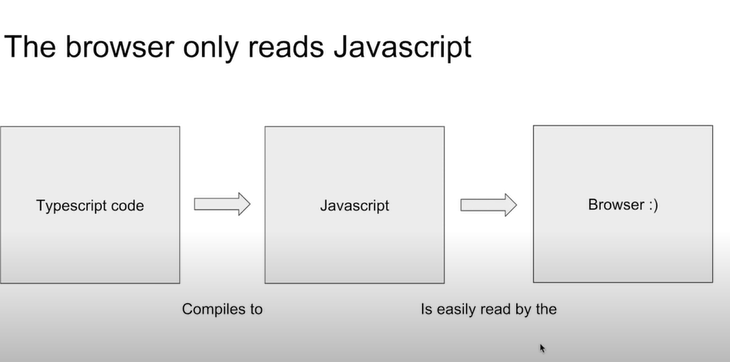 The browser only reads Javascript
Typescript code
Javascript
Browser :)
Compiles to
Is easily read by the